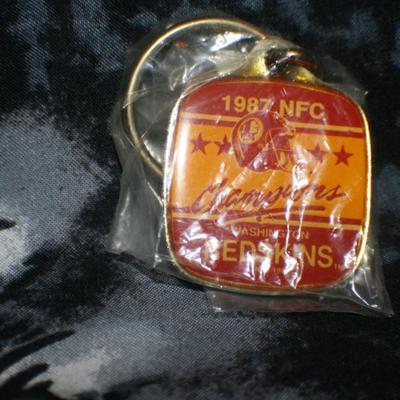 1987 NFC
Champions
WASHINGTON
REDSKINS